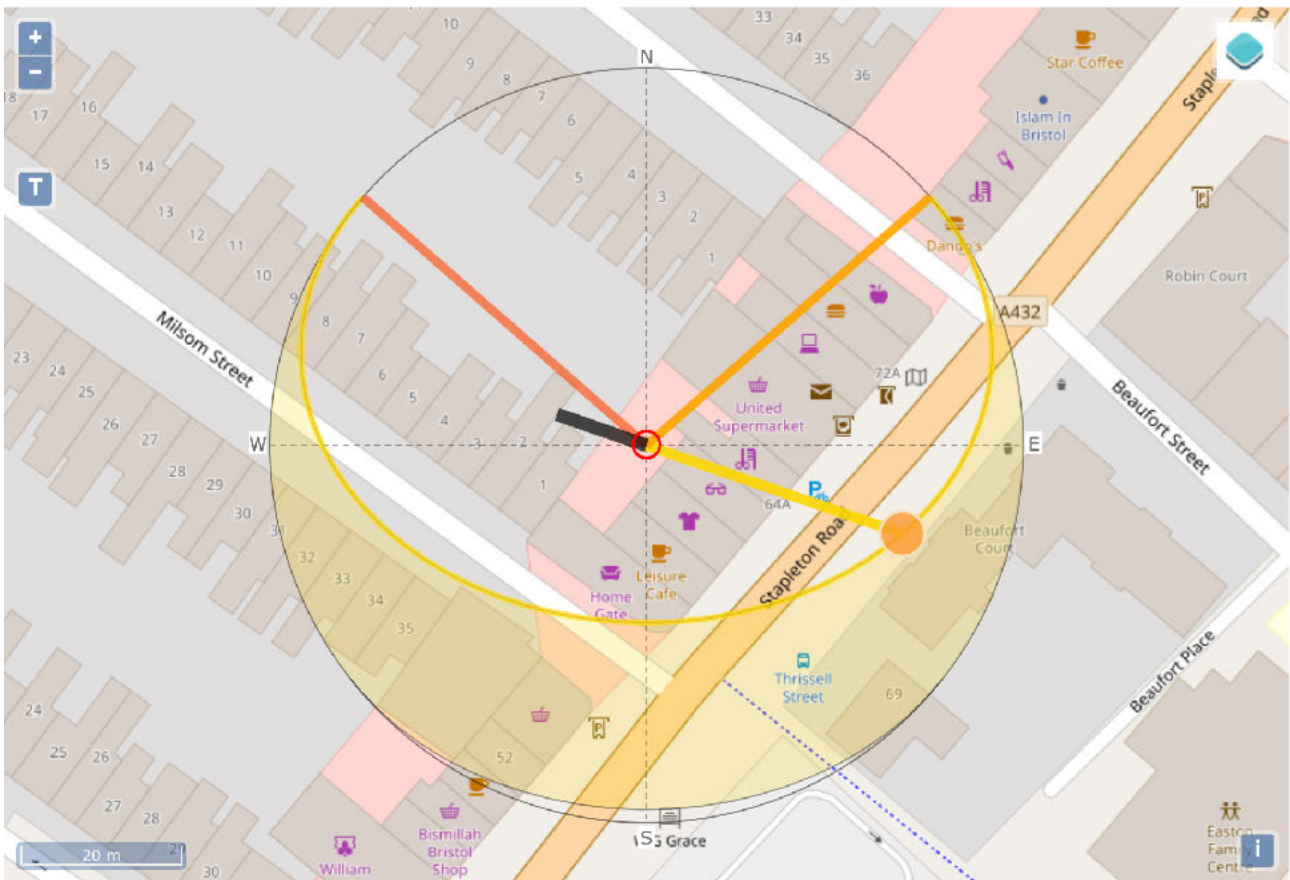 +
−
T
N
E
S
W
10
9
8
7
6
5
4
3
2
1
33
34
35
36
Star Coffee
Islam In
Bristol
Dando's
A432
Robin Court
18
17
16
15
14
13
12
11
10
9
8
7
6
5
4
3
2
1
Milsom Street
23
24
25
26
27
28
29
30
31
32
33
34
35
72A
United
Supermarket
64A
Beaufort Street
Beaufort
Court
Stapleton Road
Leisure
Cafe
Home
Gate
Beaufort Place
Thrissell
Street
69
24
25
26
27
28
29
30
52
Bismillah
Bristol
Shop
William
Grace
Easton
Family
Centre
20 m
i